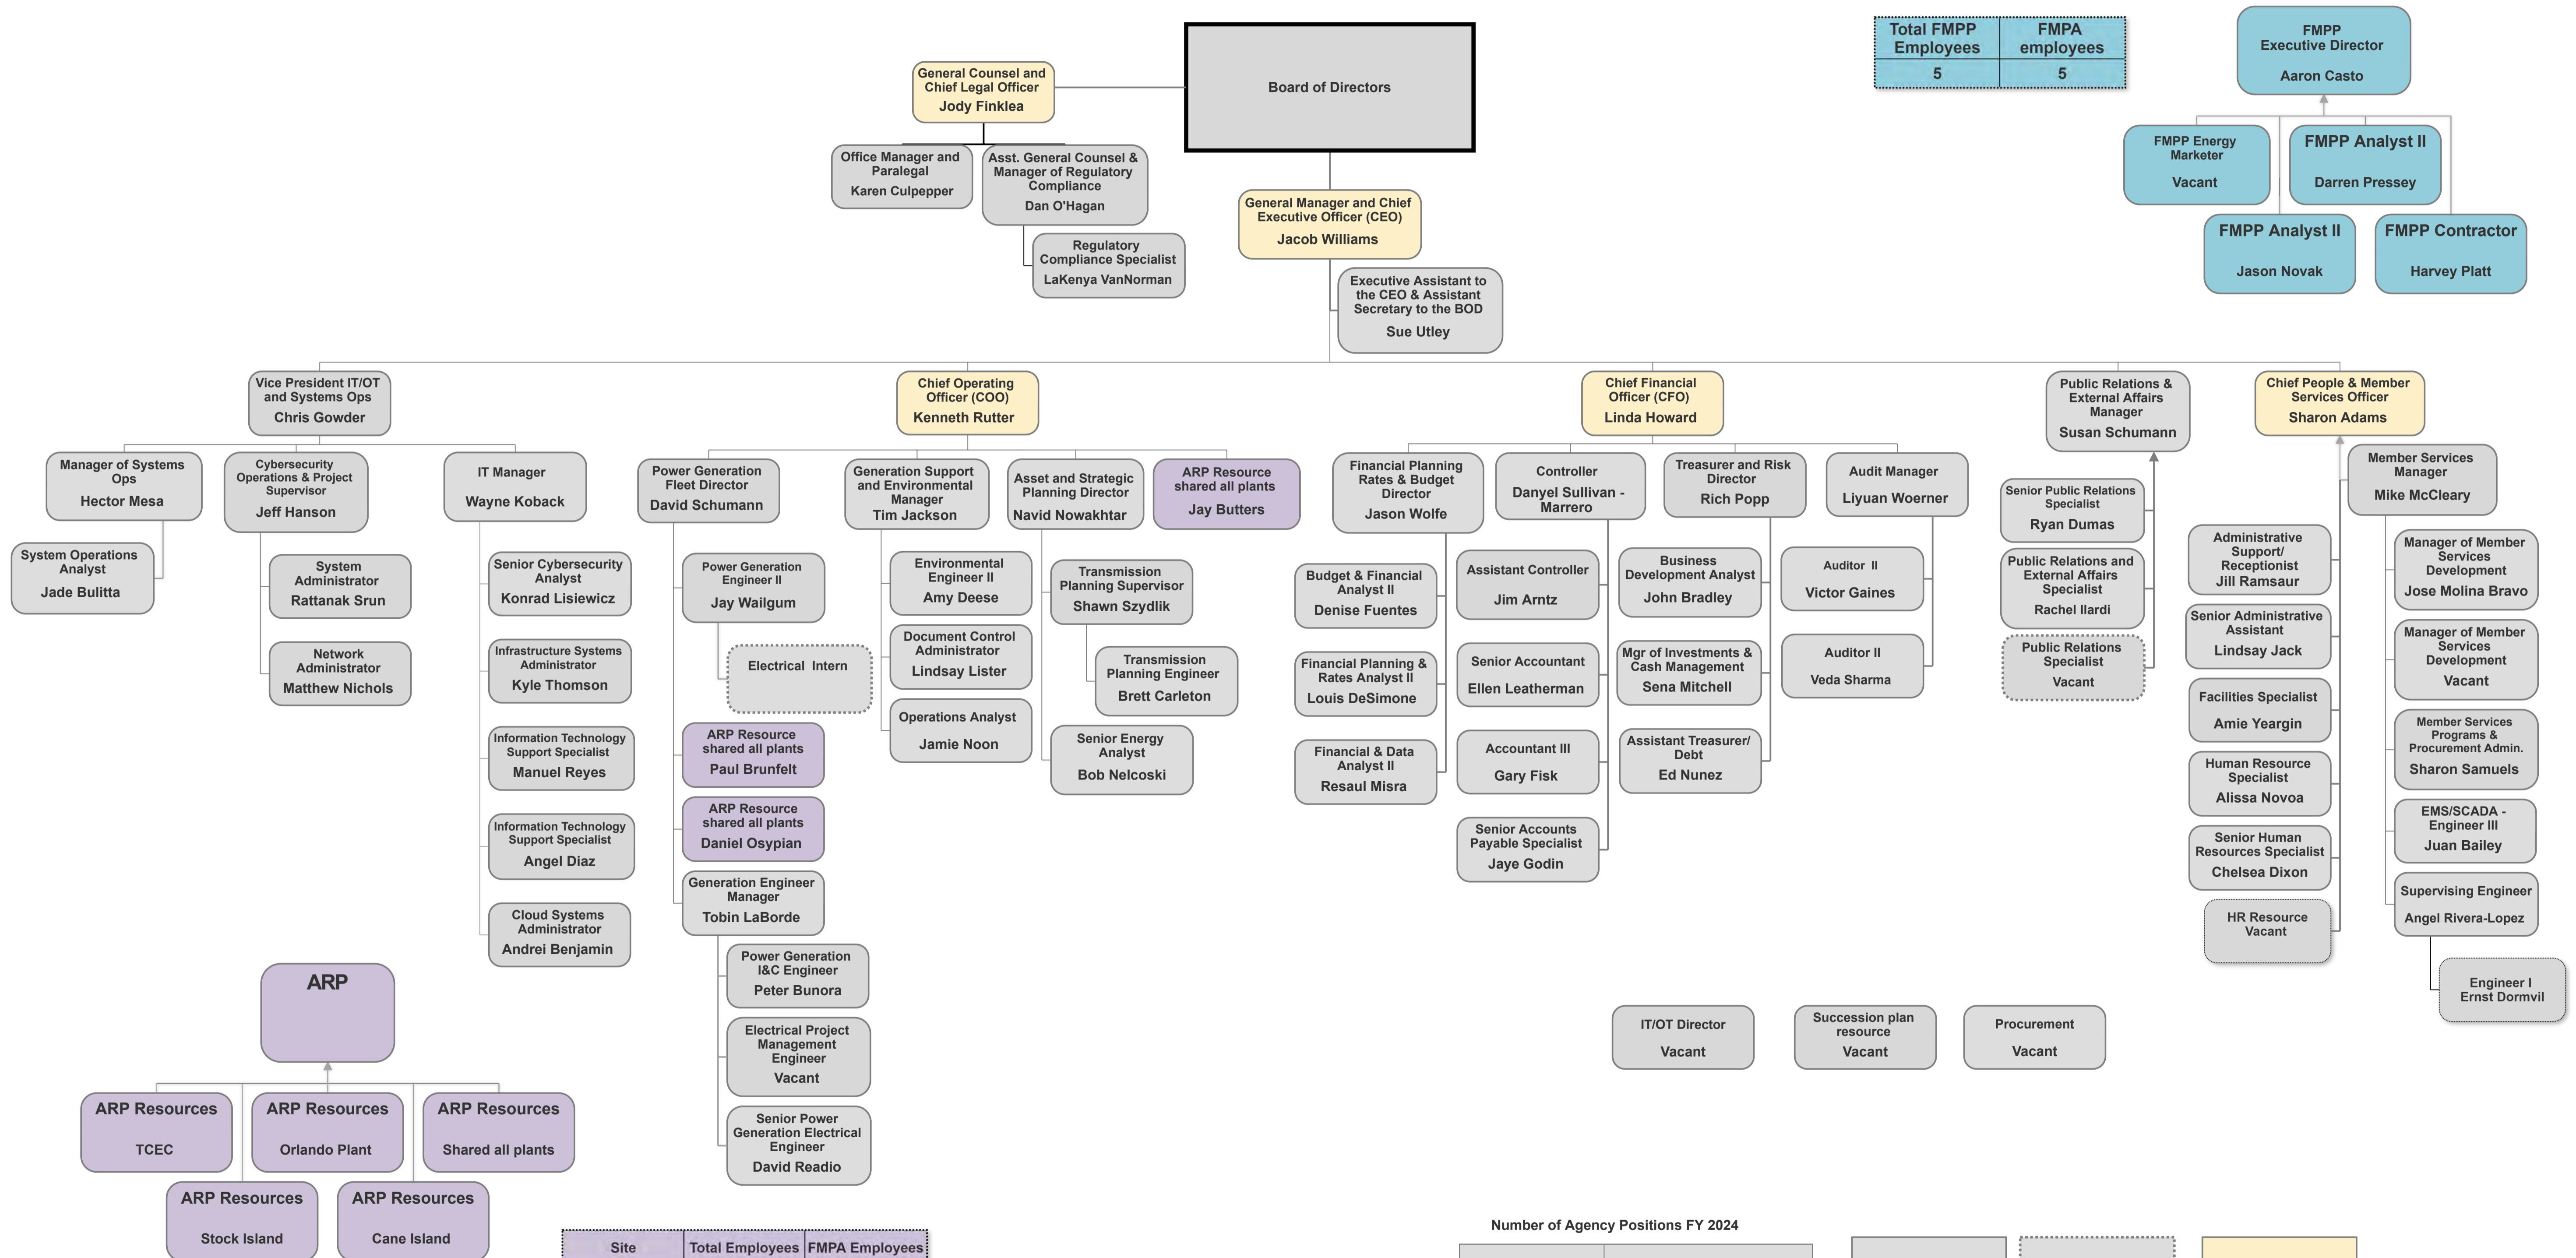 Board of Directors
General Counsel and
Chief Legal Officer
Jody Finklea
Office Manager and
Paralegal
Karen Culpepper
Asst. General Counsel &
Manager of Regulatory
Compliance
Dan O'Hagan
Regulatory
Compliance Specialist
LaKenya VanNorman
General Manager and Chief
Executive Officer (CEO)
Jacob Williams
Executive Assistant to
the CEO & Assistant
Secretary to the BOD
Sue Utley
Total FMPP
Employees
FMPA
employees
5
5
FMPP
Executive Director
Aaron Casto
FMPP Energy
Marketer
Vacant
FMPP Analyst II
Darren Pressey
FMPP Analyst II
Jason Novak
FMPP Contractor
Harvey Platt
Vice President IT/OT
and Systems Ops
Chris Gowder
Manager of Systems
Ops
Hector Mesa
System Operations
Analyst
Jade Bulitta
Cybersecurity
Operations & Project
Supervisor
Jeff Hanson
System
Administrator
Rattanak Srun
Network
Administrator
Matthew Nichols
IT Manager
Wayne Koback
Senior Cybersecurity
Analyst
Konrad Lisiewicz
Infrastructure Systems
Administrator
Kyle Thomson
Information Technology
Support Specialist
Manuel Reyes
Information Technology
Support Specialist
Angel Diaz
Cloud Systems
Administrator
Andrei Benjamin
Chief Operating
Officer (COO)
Kenneth Rutter
Power Generation
Fleet Director
David Schumann
Power Generation
Engineer II
Jay Wailgum
Electrical Intern
ARP Resource
shared all plants
Paul Brunfelt
ARP Resource
shared all plants
Daniel Osypian
Generation Engineer
Manager
Tobin LaBorde
Power Generation
I&C Engineer
Peter Bunora
Electrical Project
Management
Engineer
Vacant
Senior Power
Generation Electrical
Engineer
David Readio
Generation Support
and Environmental
Manager
Tim Jackson
Environmental
Engineer II
Amy Deese
Document Control
Administrator
Lindsay Lister
Operations Analyst
Jamie Noon
Asset and Strategic
Planning Director
Navid Nowakhtar
Transmission
Planning Supervisor
Shawn Szydlik
Transmission
Planning Engineer
Brett Carleton
Senior Energy
Analyst
Bob Nelcoski
ARP Resource
shared all plants
Jay Butters
Chief Financial
Officer (CFO)
Linda Howard
Financial Planning
Rates & Budget
Director
Jason Wolfe
Budget & Financial
Analyst II
Denise Fuentes
Financial Planning &
Rates Analyst II
Louis DeSimone
Financial & Data
Analyst II
Resaul Misra
Controller
Danyel Sullivan -
Marrero
Assistant Controller
Jim Arntz
Senior Accountant
Ellen Leatherman
Accountant III
Gary Fisk
Senior Accounts
Payable Specialist
Jaye Godin
Treasurer and Risk
Director
Rich Popp
Business
Development Analyst
John Bradley
Mgr of Investments &
Cash Management
Sena Mitchell
Assistant Treasurer/
Debt
Ed Nunez
Audit Manager
Liyuan Woerner
Auditor II
Victor Gaines
Auditor II
Veda Sharma
Public Relations &
External Affairs
Manager
Susan Schumann
Senior Public Relations
Specialist
Ryan Dumas
Public Relations and
External Affairs
Specialist
Rachel Ilardi
Public Relations
Specialist
Vacant
Chief People & Member
Services Officer
Sharon Adams
Administrative
Support/
Receptionist
Jill Ramsaur
Senior Administrative
Assistant
Lindsay Jack
Facilities Specialist
Amie Yeargin
Human Resource
Specialist
Alissa Novoa
Senior Human
Resources Specialist
Chelsea Dixon
HR Resource
Vacant
Member Services
Manager
Mike McCleary
Manager of Member
Services
Development
Jose Molina Bravo
Manager of Member
Services
Development
Vacant
Member Services
Programs &
Procurement Admin.
Sharon Samuels
EMS/SCADA -
Engineer III
Juan Bailey
Supervising Engineer
Angel Rivera-Lopez
Engineer I
Ernst Dormvil
IT/OT Director
Vacant
Succession plan
resource
Vacant
Procurement
Vacant
ARP
ARP Resources
TCEC
ARP Resources
Orlando Plant
ARP Resources
Shared all plants
ARP Resources
Stock Island
ARP Resources
Cane Island
Site
Total Employees
FMPA Employees
Number of Agency Positions FY 2024